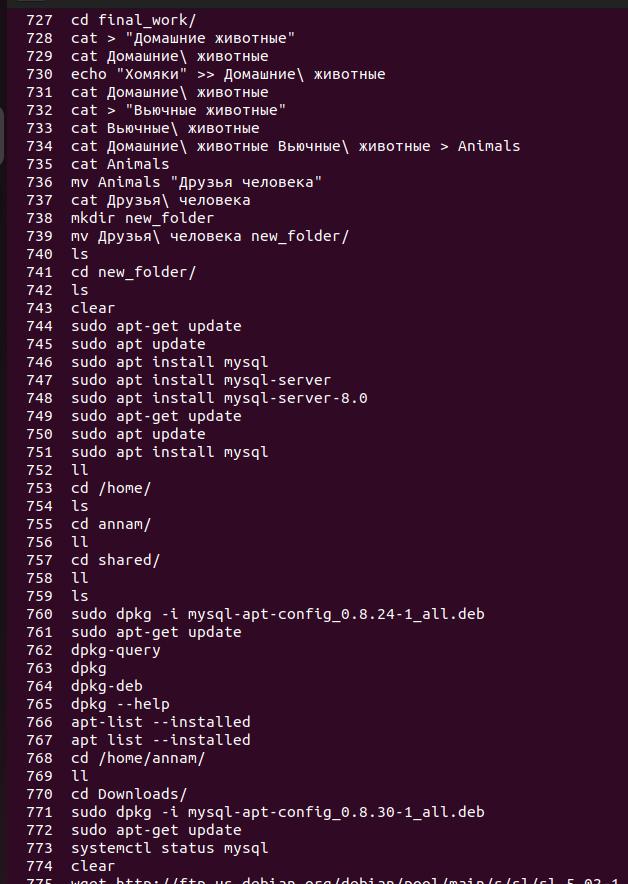 727 cd final_work/
728 cat > "Домашние животные"
729 cat Домашние\ животные
730 echo "Хомяки" >> Домашние\ животные
731 cat Домашние\ животные
732 cat > "Вьючные животные"
733 cat Вьючные\ животные
734 cat Домашние\ животные Вьючные\ животные > Animals
735 cat Animals
736 mv Animals "Друзья человека"
737 cat Друзья\ человека
738 mkdir new_folder
739 mv Друзья\ человека new_folder/
740 ls
741 cd new_folder/
742 ls
743 clear
744 sudo apt-get update
745 sudo apt update
746 sudo apt install mysql
747 sudo apt install mysql-server
748 sudo apt install mysql-server-8.0
749 sudo apt-get update
750 sudo apt update
751 sudo apt install mysql
752 ll
753 cd /home/
754 ls
755 cd annam/
756 ll
757 cd shared/
758 ll
759 ls
760 sudo dpkg -i mysql-apt-config_0.8.24-1_all.deb
761 sudo apt-get update
762 dpkg-query
763 dpkg
764 dpkg-deb
765 dpkg --help
766 apt-list --installed
767 apt list --installed
768 cd /home/annam/
769 ll
770 cd Downloads/
771 sudo dpkg -i mysql-apt-config_0.8.30-1_all.deb
772 sudo apt-get update
773 systemctl status mysql
774 clear
775 wget